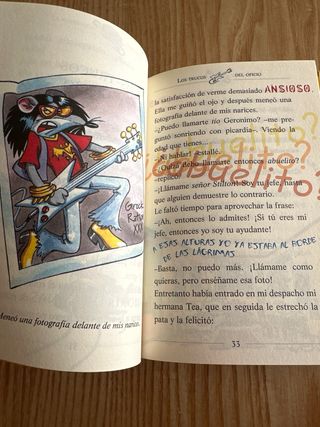 Grace
Meneó una fotografía delante de mis narices.
LOS TRUCOS DEL OFICIO
la satisfacción de verme demasiado ANSIOSO.
Ella me guiñó el ojo y después meneó una
fotografía delante de mis narices.
–¿Puedo llamarte tío Geronimo? –me pre-
guntó sonriendo con picardía–. Viendo la
edad que tienes...
–¡Ni hablar! –estallé.
–¿Quizá debo llamarte entonces abuelito?
–replicó.
–¡Llámame señor Stilton! Soy tu jefe, hasta
que alguien demuestre lo contrario.
Le faltó tiempo para aprovechar la frase:
–Ah, entonces ¡lo admites! ¡Si tú eres mi
jefe, entonces yo soy tu ayudante!
A ESAS ALTURAS YO YA ESTABA AL BORDE
DE LAS LÁGRIMAS
–Basta, no puedo más. ¡Llámame como
quieras, pero enséñame esa foto!
Entretanto había entrado en mi despacho mi
hermana Tea, que en seguida le estrechó la
pata y la felicitó:
33